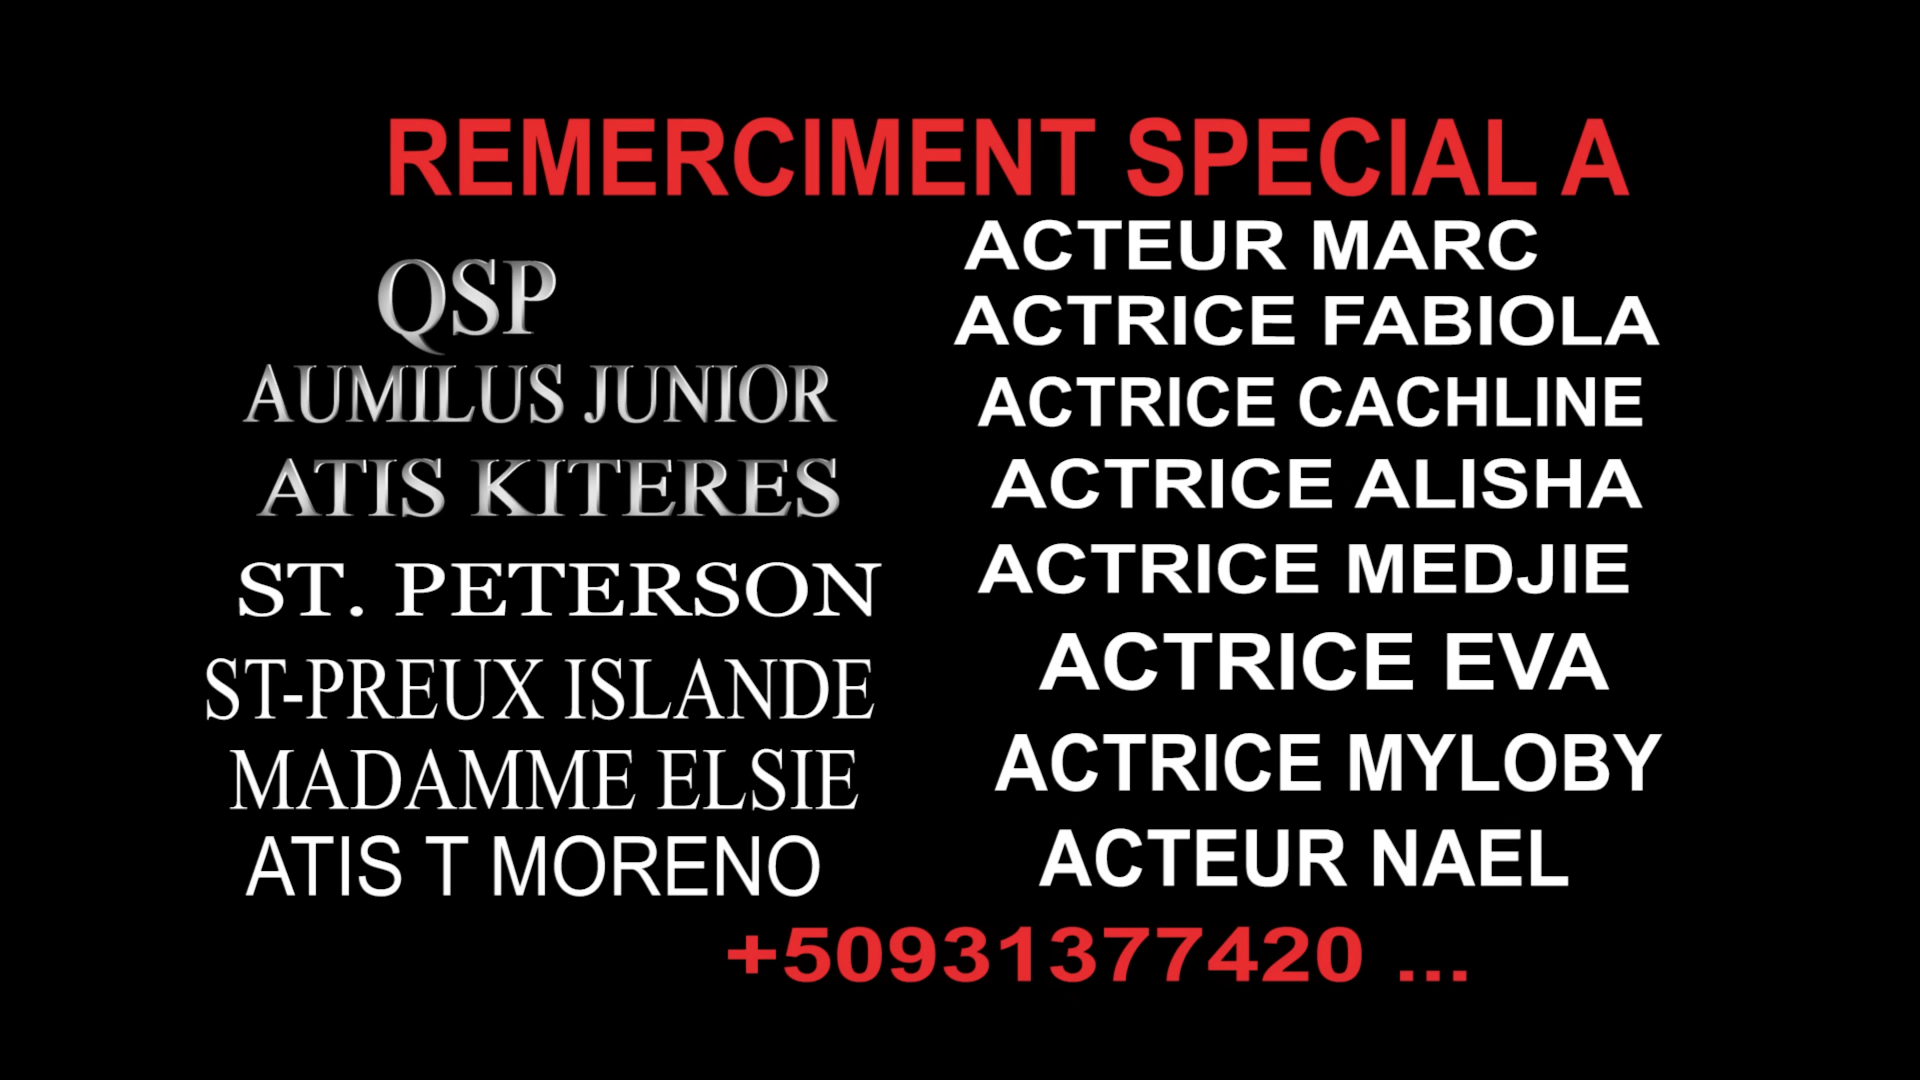 REMERCIMENT SPECIAL A
QSP
AUMILUS JUNIOR
ATIS KITERES
ST. PETERSON
ST-PREUX ISLANDE
MADAMME ELSIE
ATIS T MORENO
ACTEUR MARC
ACTRICE FABIOLA
ACTRICE CACHLINE
ACTRICE ALISHA
ACTRICE MEDJIE
ACTRICE EVA
ACTRICE MYLOBY
ACTEUR NAEL
+50931377420 ...